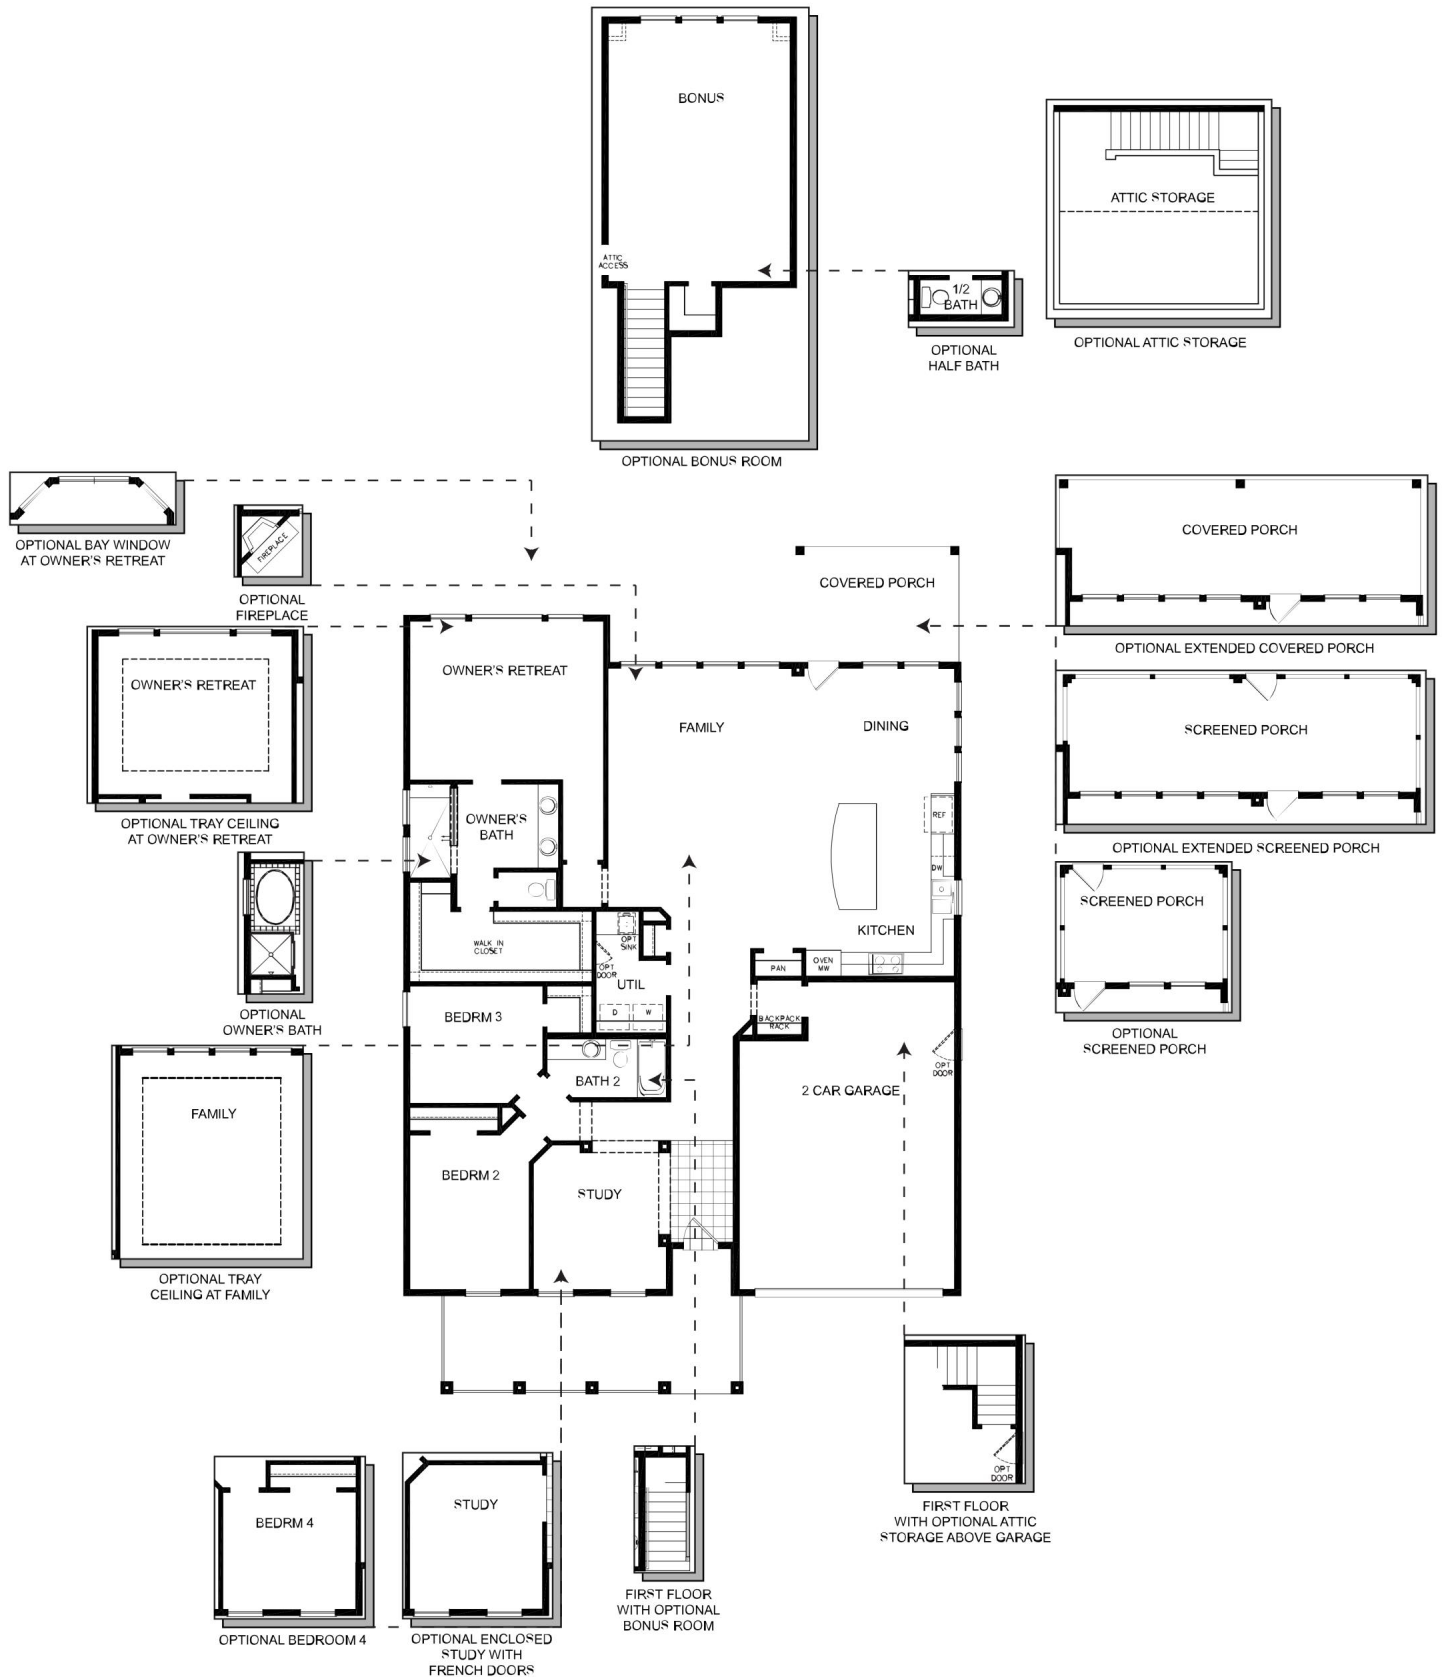 BONUS
ATTIC
ACCESS
OPTIONAL BONUS ROOM
1/2
BATH
OPTIONAL
HALF BATH
ATTIC STORAGE
OPTIONAL ATTIC STORAGE
OPTIONAL BAY WINDOW
AT OWNER'S RETREAT
FIREPLACE
OPTIONAL
FIREPLACE
OWNER'S RETREAT
OPTIONAL TRAY CEILING
AT OWNER'S RETREAT
OPTIONAL
OWNER'S BATH
FAMILY
OPTIONAL TRAY
CEILING AT FAMILY
COVERED PORCH
OWNER'S RETREAT
FAMILY
DINING
OWNER'S
BATH
REF
DW
WALK IN
CLOSET
OPT
SINK
OPT
DOOR
UTIL
D
W
KITCHEN
PAN
OVEN
MW
BACKPACK
RACK
BEDRM 3
BATH 2
2 CAR GARAGE
OPT
DOOR
BEDRM 2
STUDY
COVERED PORCH
OPTIONAL EXTENDED COVERED PORCH
SCREENED PORCH
OPTIONAL EXTENDED SCREENED PORCH
SCREENED PORCH
OPTIONAL
SCREENED PORCH
BEDRM 4
OPTIONAL BEDROOM 4
STUDY
OPTIONAL ENCLOSED
STUDY WITH
FRENCH DOORS
FIRST FLOOR
WITH OPTIONAL
BONUS ROOM
OPT
DOOR
FIRST FLOOR
WITH OPTIONAL ATTIC
STORAGE ABOVE GARAGE